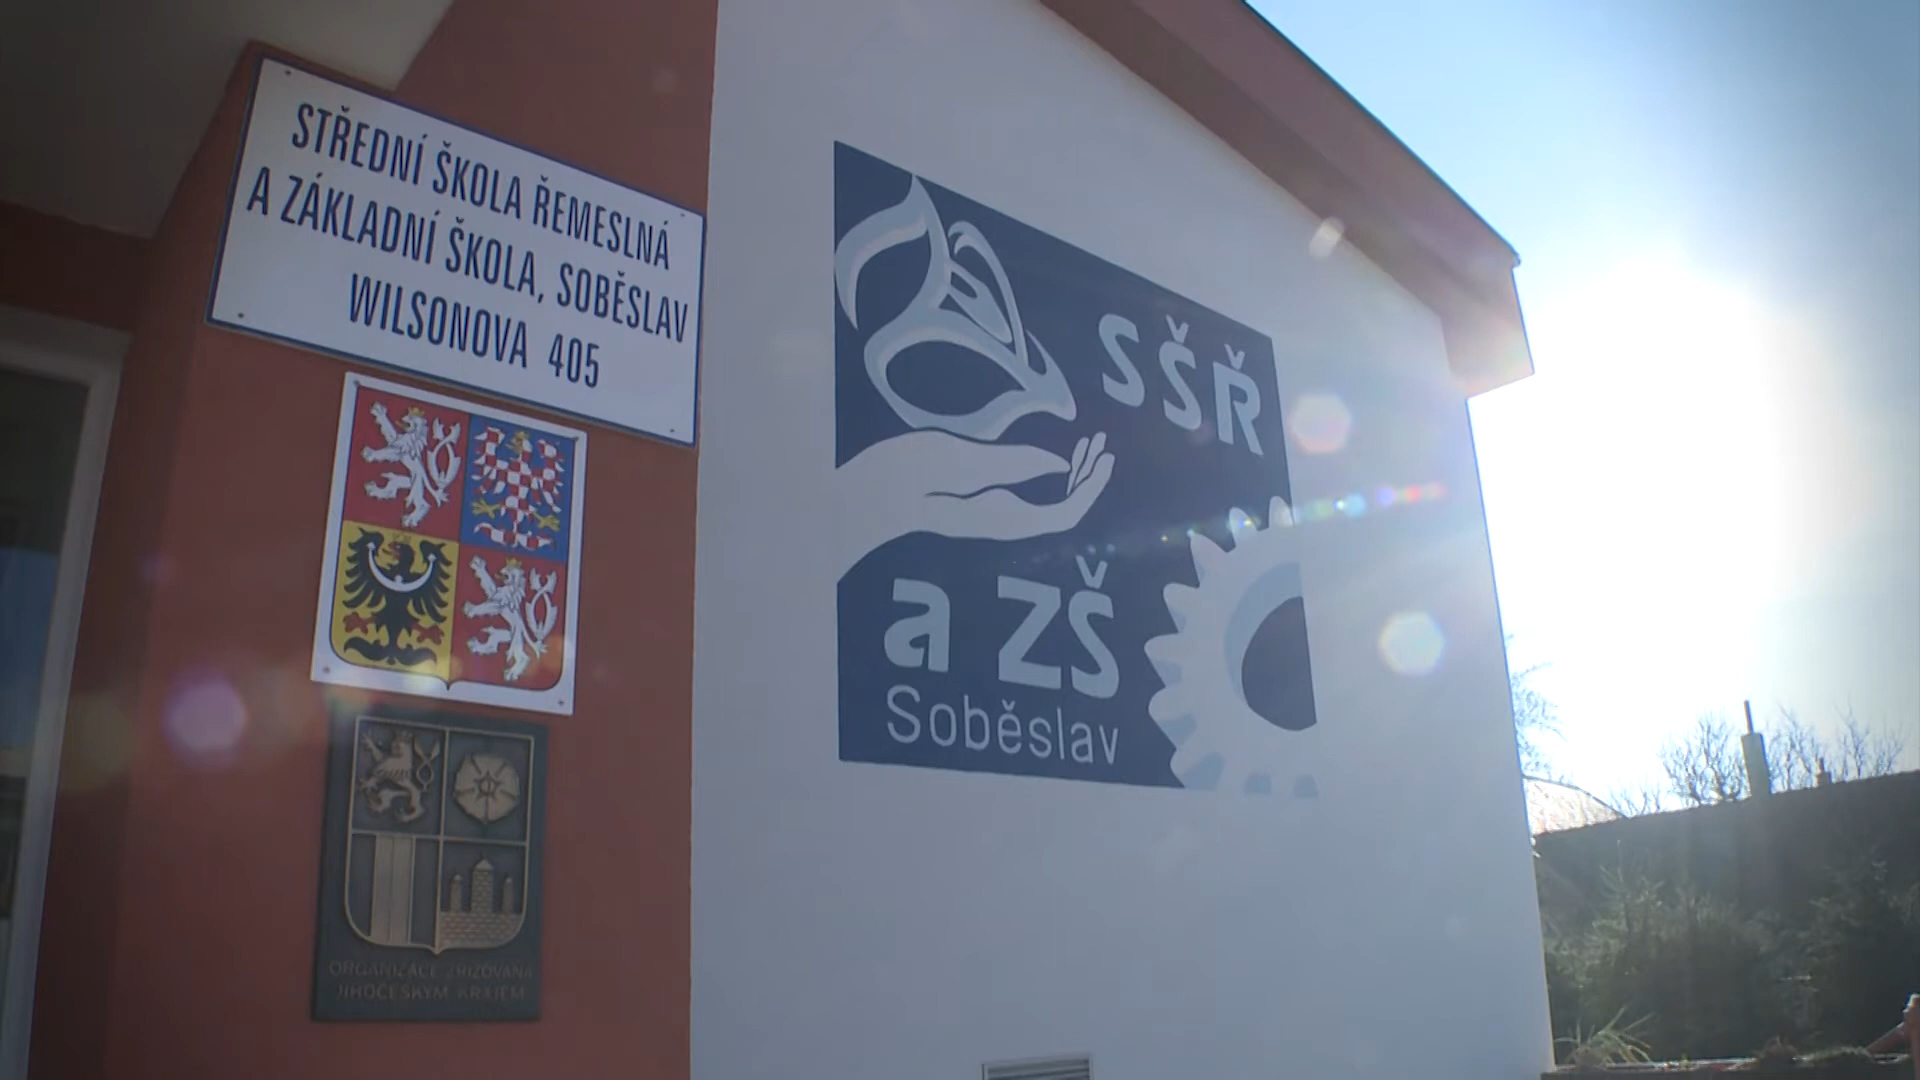 STŘEDNÍ ŠKOLA ŘEMESLNÁ
A ZÁKLADNÍ ŠKOLA, SOBĚSLAV
WILSONOVA 405
ORGANIZACE ZŘIZOVANÁ
JIHOČESKÝM KRAJEM
SŠŘ
a ZŠ
Soběslav